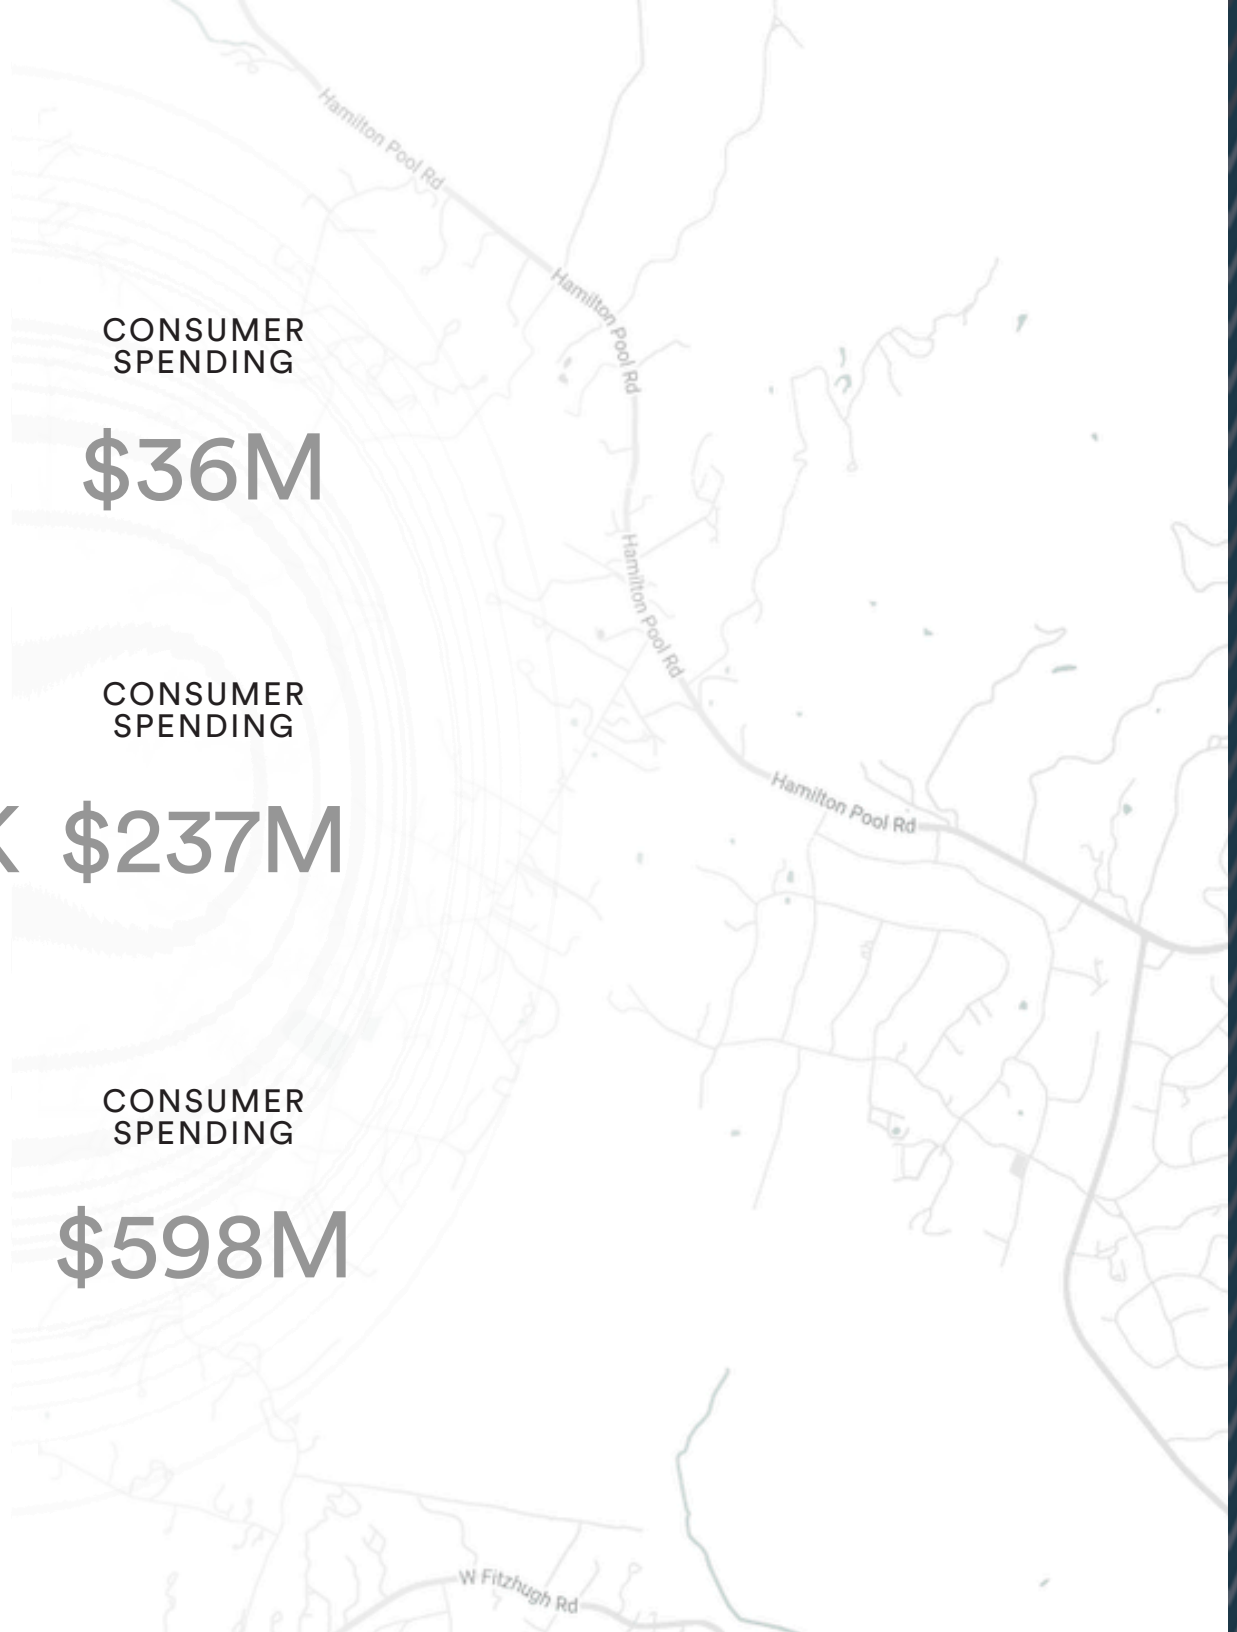 Hamilton Pool Rd
Hamilton Pool Rd
CONSUMER
SPENDING
$36M
Hamilton Pool Rd
CONSUMER
SPENDING
Hamilton Pool Rd
K $237M
CONSUMER
SPENDING
$598M
W Fitzhugh Rd